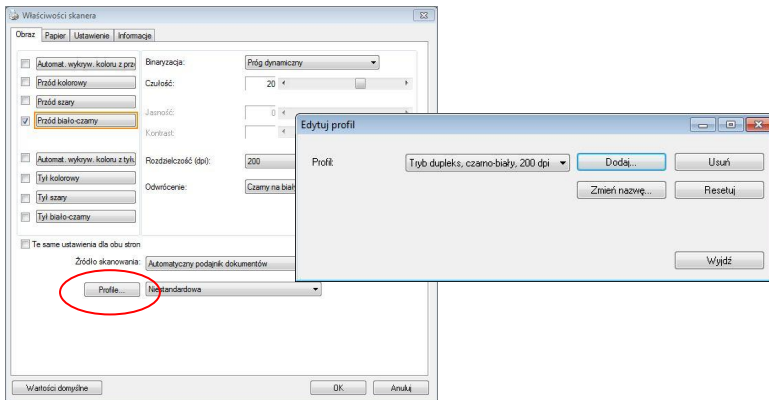 Właściwości skanera
Obraz Papier Ustawienie Informacje
Automat. wykryw. koloru z prz
Przód kolorowy
Przód szary
Przód biało-czarny
Automat. wykryw. koloru z tyłu
Tył kolorowy
Tył szary
Tył biało-czarny
Binaryzacja: Próg dynamiczny
Czułość: 20
Jasność: 0
Kontrast:
Rozdzielczość (dpi): 200
Odwrócenie: Czarny na biał
Te same ustawienia dla obu stron
Źródło skanowania: Automatyczny podajnik dokumentów
Profile... Niestandardowa
Wartości domyślne OK Anuluj
Edytuj profil
Profil: Tryb dupleks, czarno-biały, 200 dpi Dodaj... Usuń
Zmień nazwę... Resetuj
Wyjdź